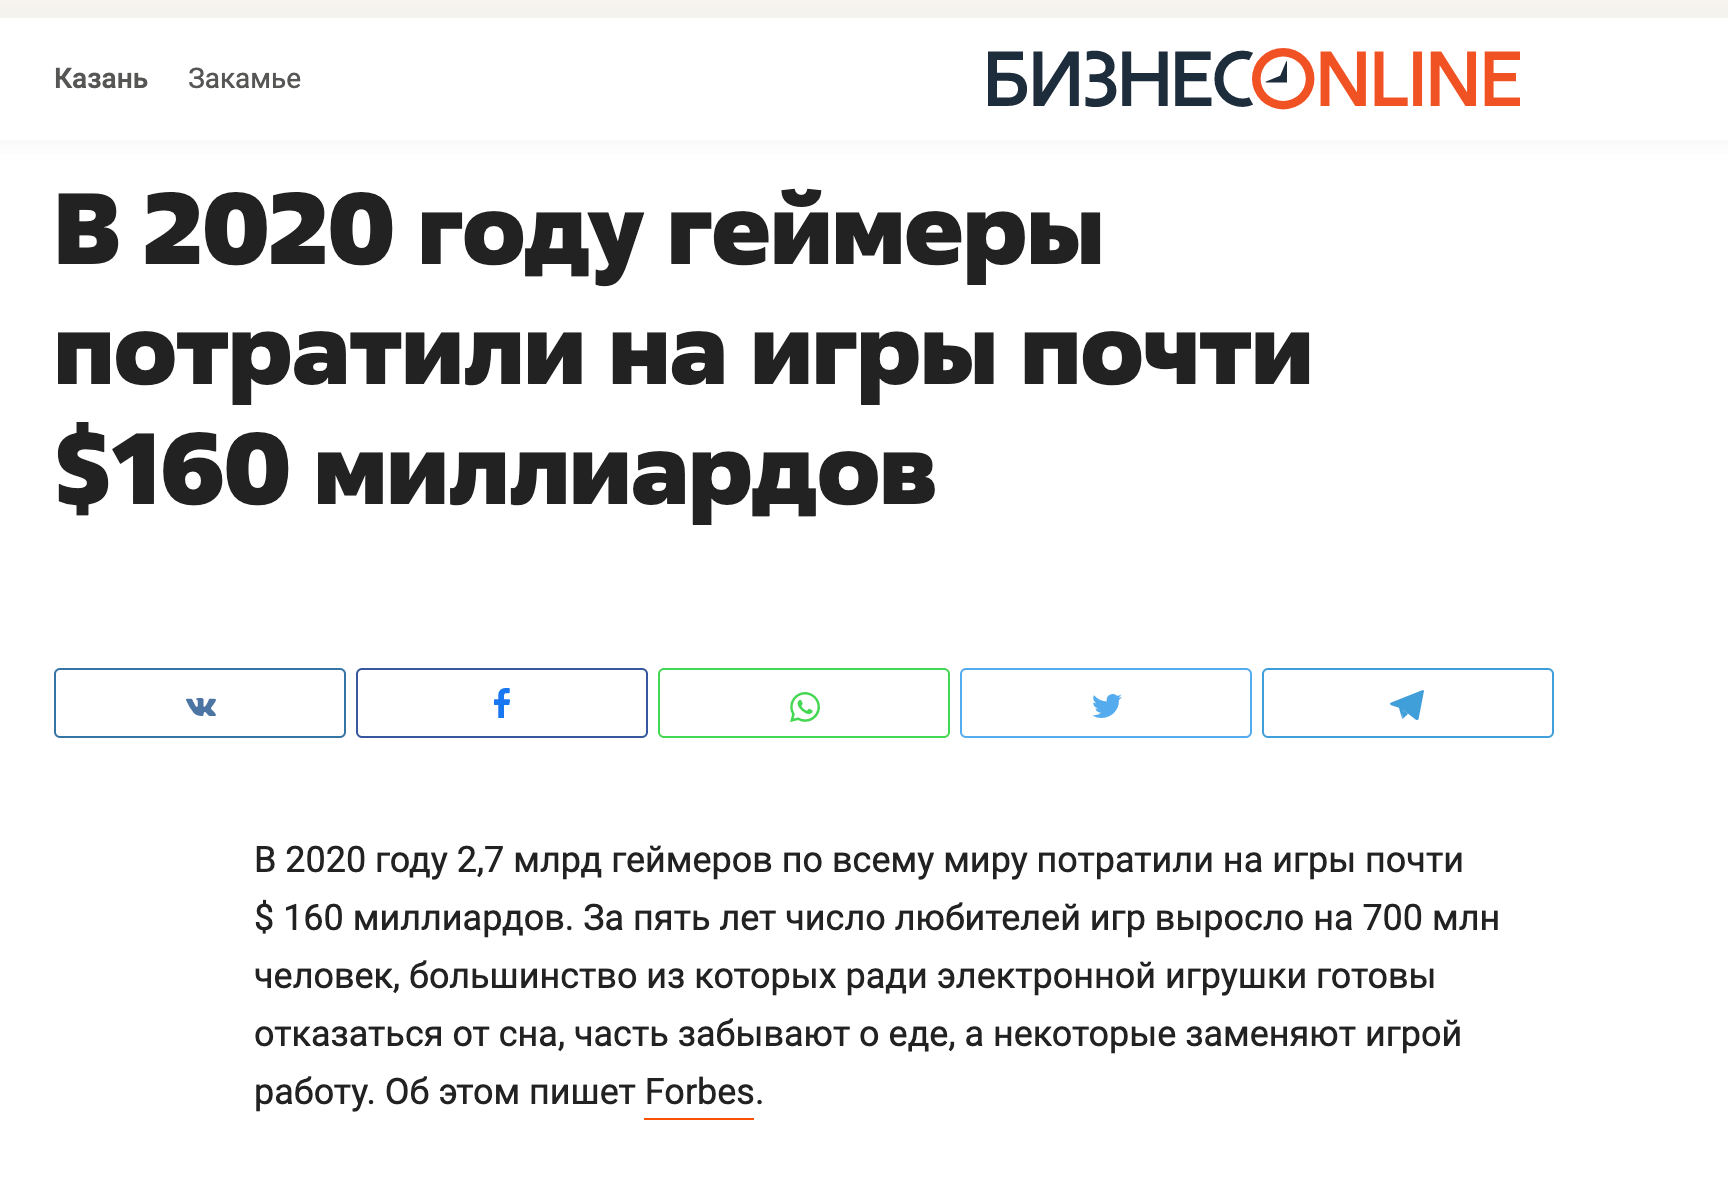 Казань Закамье БИЗНЕСONLINE
В 2020 году геймеры
потратили на игры почти
$160 миллиардов
В 2020 году 2,7 млрд геймеров по всему миру потратили на игры почти
$ 160 миллиардов. За пять лет число любителей игр выросло на 700 млн
человек, большинство из которых ради электронной игрушки готовы
отказаться от сна, часть забывают о еде, а некоторые заменяют игрой
работу. Об этом пишет Forbes.